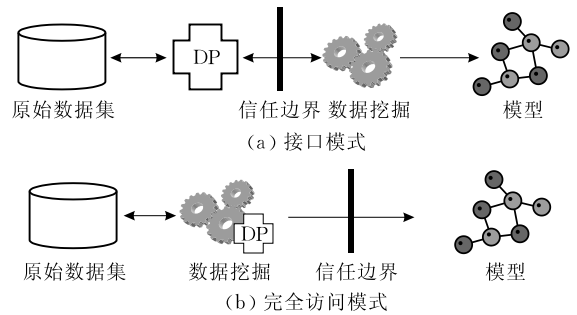 DP
原始数据集 信任边界 数据挖掘 模型
(a) 接口模式
DP
原始数据集 数据挖掘 信任边界 模型
(b) 完全访问模式